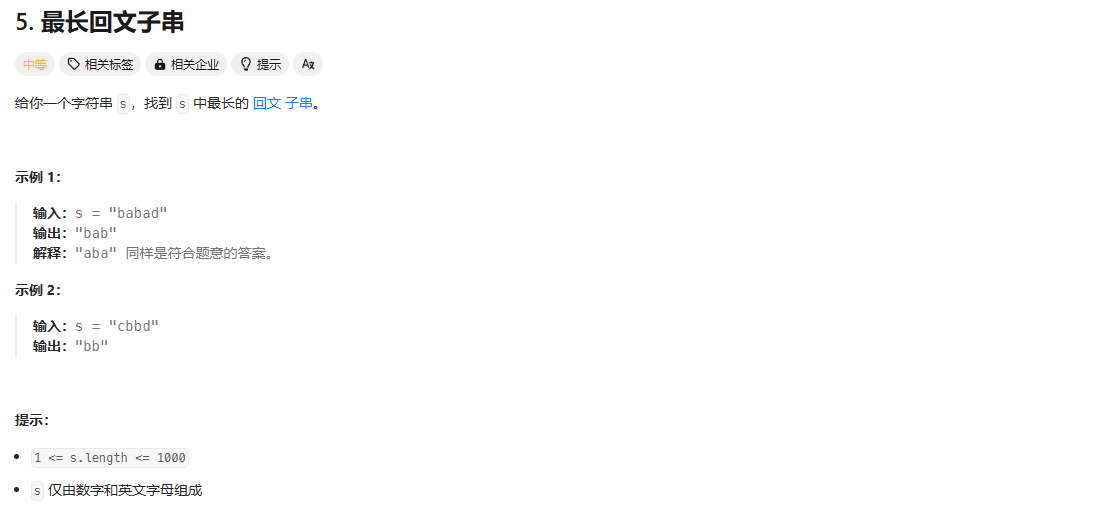 5. 最长回文子串
中等 相关标签 相关企业 提示 Aあ
给你一个字符串 s，找到 s 中最长的 回文 子串。
示例 1：
输入：s = "babad"
输出："bab"
解释："aba" 同样是符合题意的答案。
示例 2：
输入：s = "cbbd"
输出："bb"
提示：
1 <= s.length <= 1000
s 仅由数字和英文字母组成